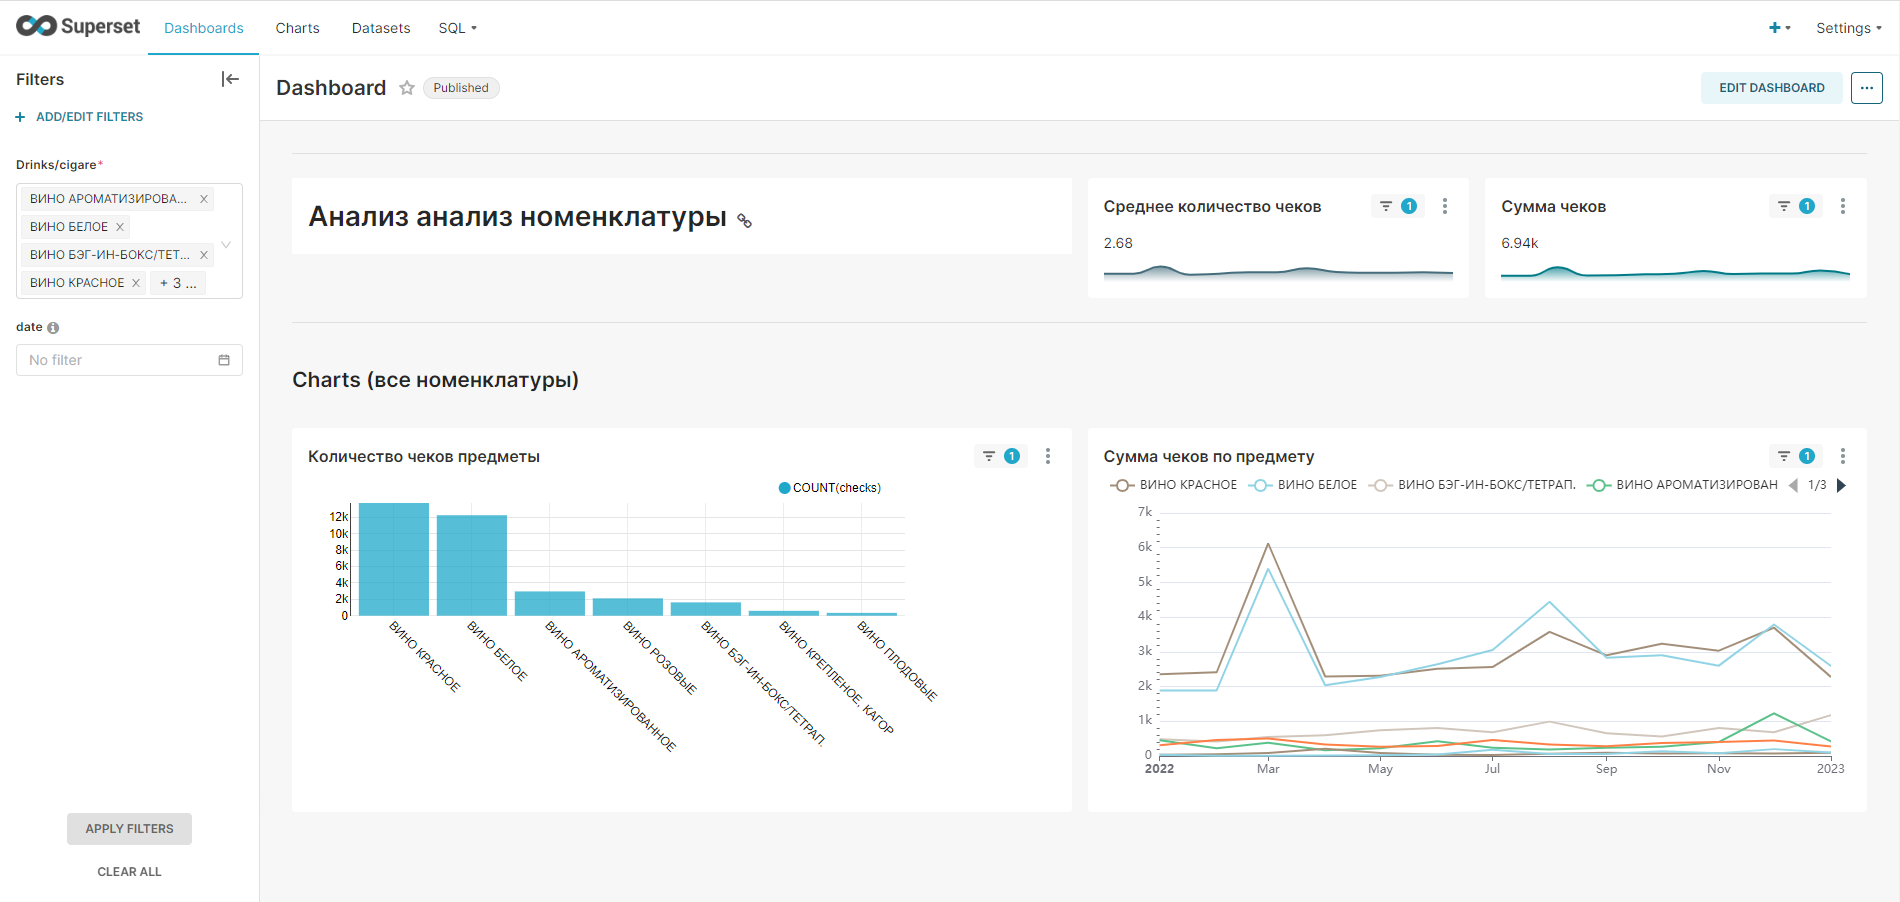 Superset
Dashboards
Charts
Datasets
SQL
Settings
Filters
ADD/EDIT FILTERS
Drinks/cigare*
ВИНО АРОМАТИЗИРОВА... X
ВИНО БЕЛОЕ X
ВИНО БЭГ-ИН-БОКС/ТЕТ... X
ВИНО КРАСНОЕ X
+ 3 ...
date
No filter
APPLY FILTERS
CLEAR ALL
Dashboard
Published
EDIT DASHBOARD
...
Анализ анализ номенклатуры
Среднее количество чеков
1
2.68
Сумма чеков
1
6.94k
Charts (все номенклатуры)
Количество чеков предметы
1
COUNT(checks)
12k
10k
8k
6k
4k
2k
0
ВИНО КРАСНОЕ
ВИНО БЕЛОЕ
ВИНО АРОМАТИЗИРОВАННОЕ
ВИНО РОЗОВЫЕ
ВИНО БЭГ-ИН-БОКС/ТЕТРАП.
ВИНО КРЕПЛЕНОЕ, КАГОР
ВИНО ПЛОДОВЫЕ
Сумма чеков по предмету
1
ВИНО КРАСНОЕ
ВИНО БЕЛОЕ
ВИНО БЭГ-ИН-БОКС/ТЕТРАП.
ВИНО АРОМАТИЗИРОВАН
1/3
7k
6k
5k
4k
3k
2k
1k
0
2022
Mar
May
Jul
Sep
Nov
2023